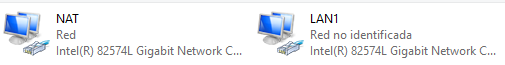 NAT
Red
Intel(R) 82574L Gigabit Network C...
LAN1
Red no identificada
Intel(R) 82574L Gigabit Network C...